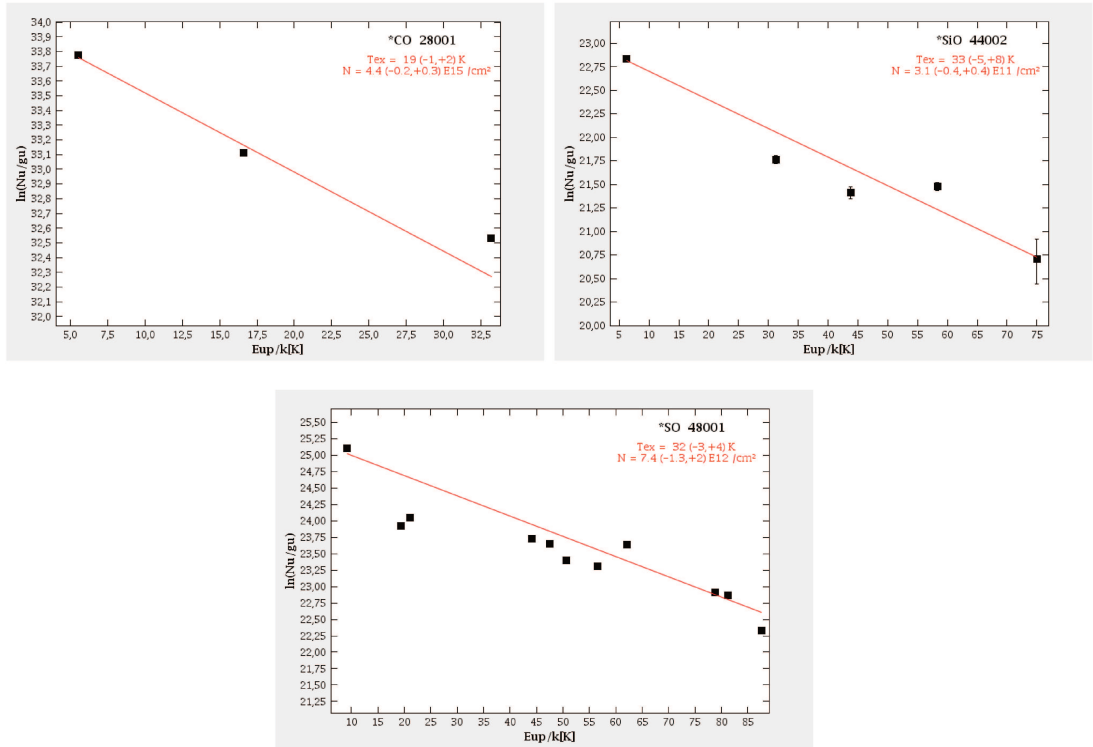 *CO 28001
Tex = 19 (-1,+2) K
N = 4.4 (-0.2,+0.3) E15 /cm²
ln(Nu/gu)
34,0
33,9
33,8
33,7
33,6
33,5
33,4
33,3
33,2
33,1
33,0
32,9
32,8
32,7
32,6
32,5
32,4
32,3
32,2
32,1
32,0
5,0 7,5 10,0 12,5 15,0 17,5 20,0 22,5 25,0 27,5 30,0 32,5
Eup/k[K]
*SiO 44002
Tex = 33 (-5,+8) K
N = 3.1 (-0.4,+0.4) E11 /cm²
ln(Nu/gu)
23,00
22,75
22,50
22,25
22,00
21,75
21,50
21,25
21,00
20,75
20,50
20,25
20,00
5 10 15 20 25 30 35 40 45 50 55 60 65 70 75
Eup/k[K]
*SO 48001
Tex = 32 (-3,+4) K
N = 7.4 (-1.3,+2) E12 /cm²
ln(Nu/gu)
25,50
25,25
25,00
24,75
24,50
24,25
24,00
23,75
23,50
23,25
23,00
22,75
22,50
22,25
22,00
21,75
21,50
21,25
10 15 20 25 30 35 40 45 50 55 60 65 70 75 80 85
Eup/k[K]